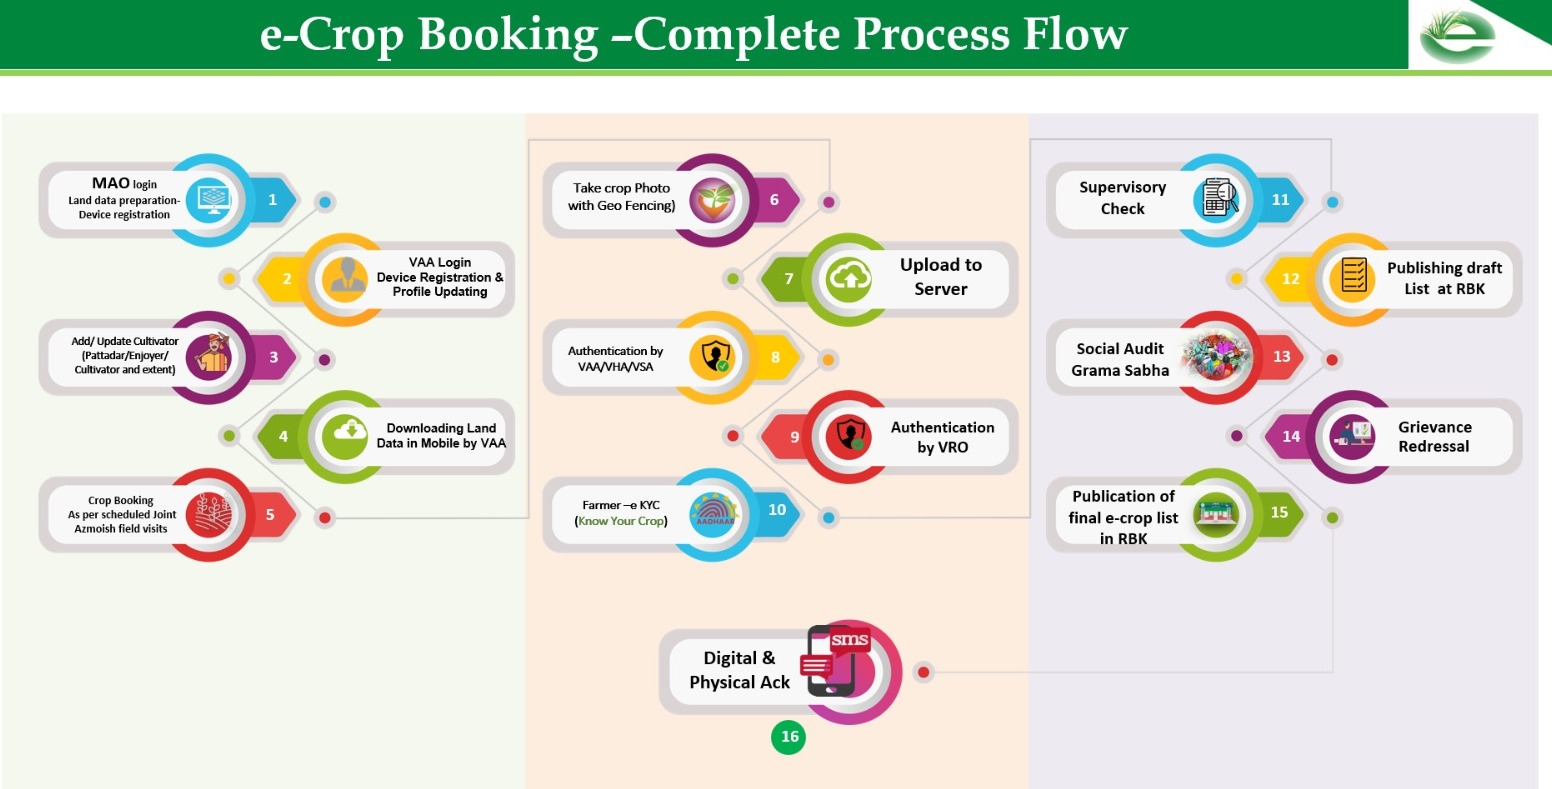 e-Crop Booking –Complete Process Flow
MAO login
Land data preparation-
Device registration
1
2
VAA Login
Device Registration &
Profile Updating
Add/ Update Cultivator
(Pattadar/Enjoyer/
Cultivator and extent)
3
4
Downloading Land
Data in Mobile by VAA
Crop Booking
As per scheduled Joint
Azmoish field visits
5
Take crop Photo
with Geo Fencing)
6
7
Upload to
Server
Authentication by
VAA/VHA/VSA
8
9
Authentication
by VRO
Farmer –e KYC
(Know Your Crop)
AADHAAR
10
Supervisory
Check
11
12
Publishing draft
List at RBK
Social Audit
Grama Sabha
13
14
Grievance
Redressal
Publication of
final e-crop list
in RBK
15
Digital &
Physical Ack
sms
16